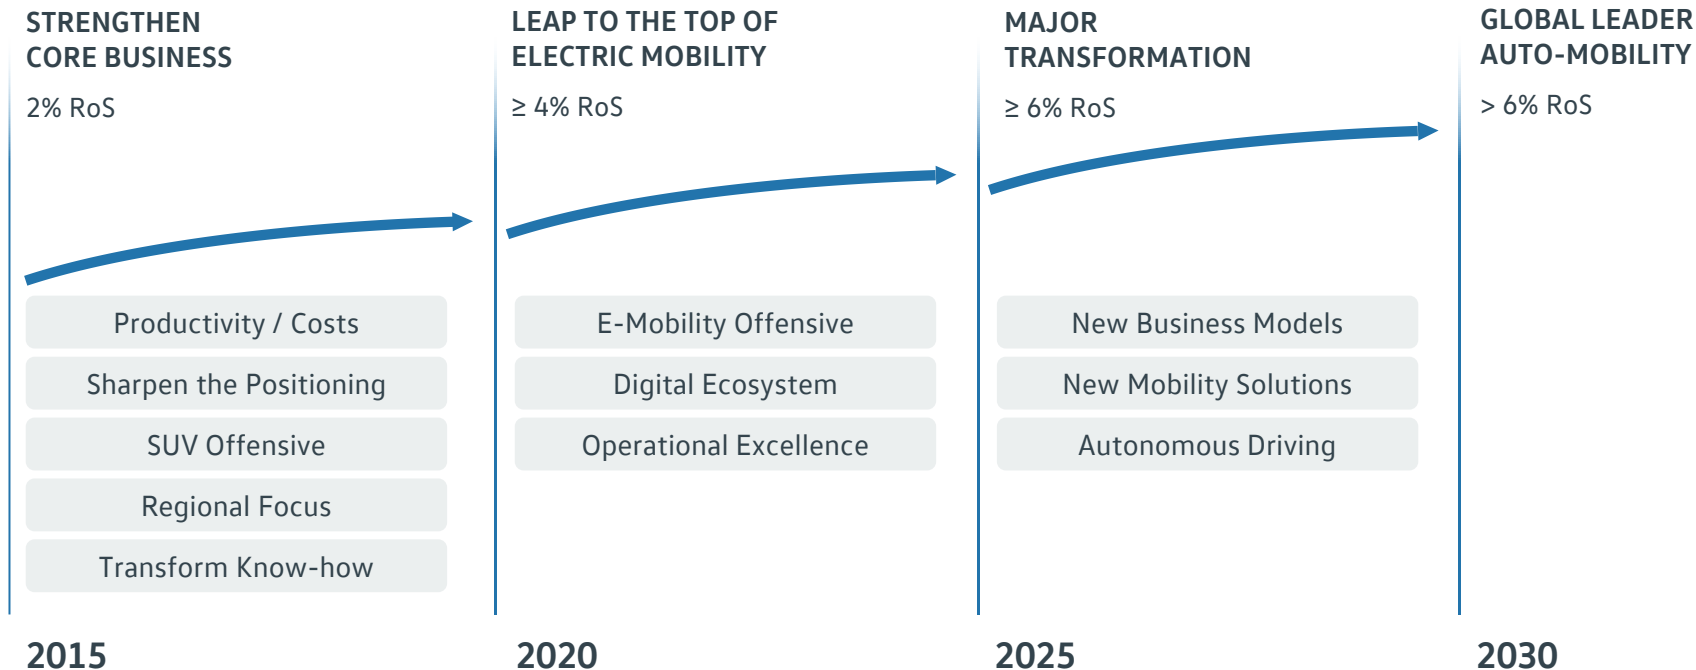 STRENGTHEN
CORE BUSINESS
2% RoS
Productivity / Costs
Sharpen the Positioning
SUV Offensive
Regional Focus
Transform Know-how
2015
LEAP TO THE TOP OF
ELECTRIC MOBILITY
≥ 4% RoS
E-Mobility Offensive
Digital Ecosystem
Operational Excellence
2020
MAJOR
TRANSFORMATION
≥ 6% RoS
New Business Models
New Mobility Solutions
Autonomous Driving
2025
GLOBAL LEADER
AUTO-MOBILITY
> 6% RoS
2030